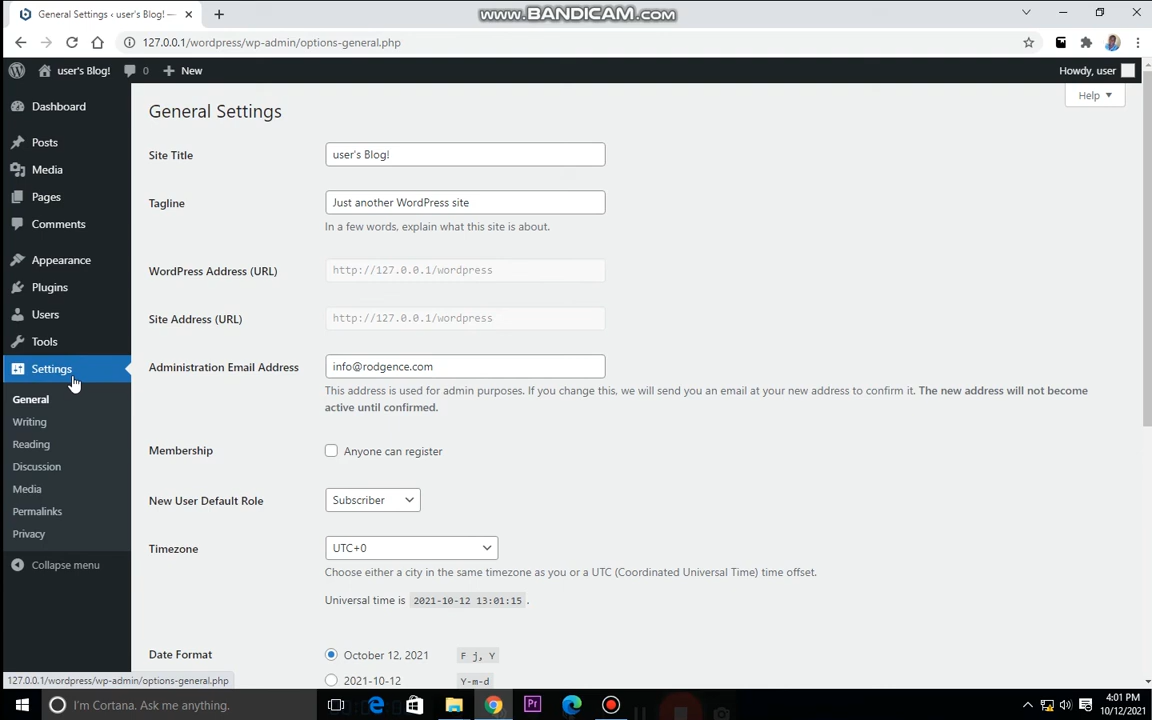 General Settings ‹ user's Blog! —
www.BANDICAM.com
127.0.0.1/wordpress/wp-admin/options-general.php
user's Blog!
0
New
Howdy, user
Help
Dashboard
Posts
Media
Pages
Comments
Appearance
Plugins
Users
Tools
Settings
General
Writing
Reading
Discussion
Media
Permalinks
Privacy
Collapse menu
General Settings
Site Title
user's Blog!
Tagline
Just another WordPress site
In a few words, explain what this site is about.
WordPress Address (URL)
http://127.0.0.1/wordpress
Site Address (URL)
http://127.0.0.1/wordpress
Administration Email Address
info@rodgence.com
This address is used for admin purposes. If you change this, we will send you an email at your new address to confirm it. The new address will not become
active until confirmed.
Membership
Anyone can register
New User Default Role
Subscriber
Timezone
UTC+0
Choose either a city in the same timezone as you or a UTC (Coordinated Universal Time) time offset.
Universal time is 2021-10-12 13:01:15 .
Date Format
October 12, 2021
F j, Y
2021-10-12
Y-m-d
127.0.0.1/wordpress/wp-admin/options-general.php
I'm Cortana. Ask me anything.
Pr
4:01 PM
10/12/2021